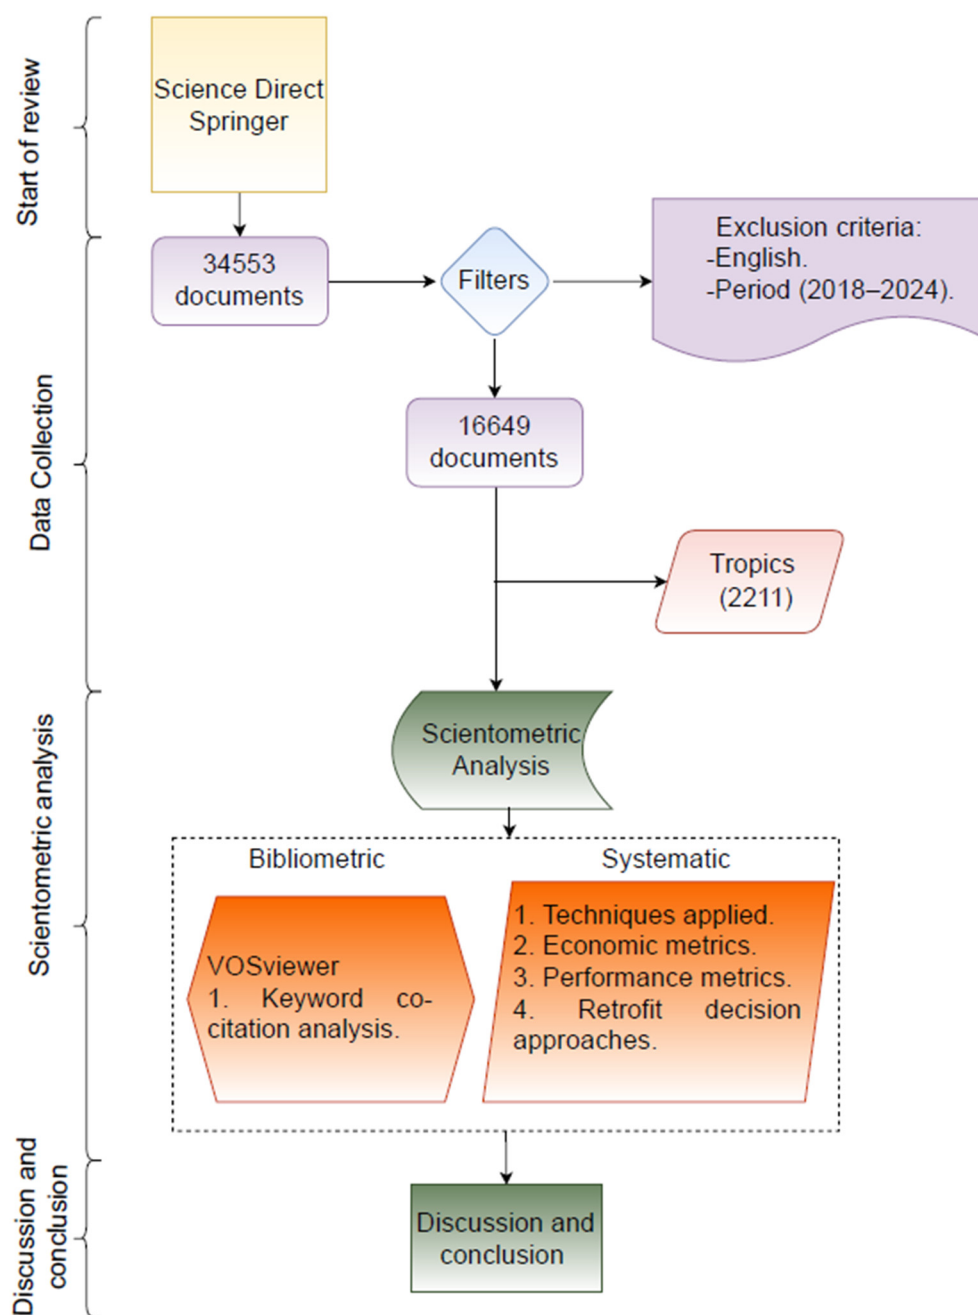 Start of review
Science Direct
Springer
Data Collection
34553
documents
Filters
Exclusion criteria:
-English.
-Period (2018–2024).
16649
documents
Tropics
(2211)
Scientometric analysis
Scientometric
Analysis
Bibliometric
Systematic
VOSviewer
1. Keyword co-
citation analysis.
1. Techniques applied.
2. Economic metrics.
3. Performance metrics.
4. Retrofit decision
approaches.
Discussion and
conclusion
Discussion and
conclusion